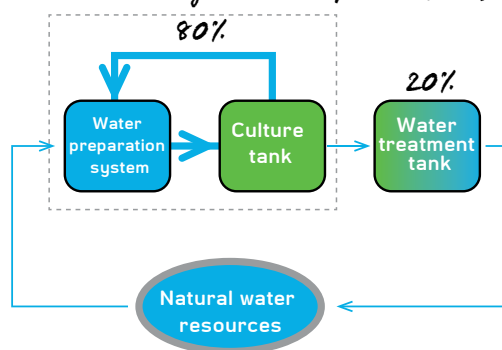 80%
20%
Water
preparation
system
Culture
tank
Water
treatment
tank
Natural water
resources